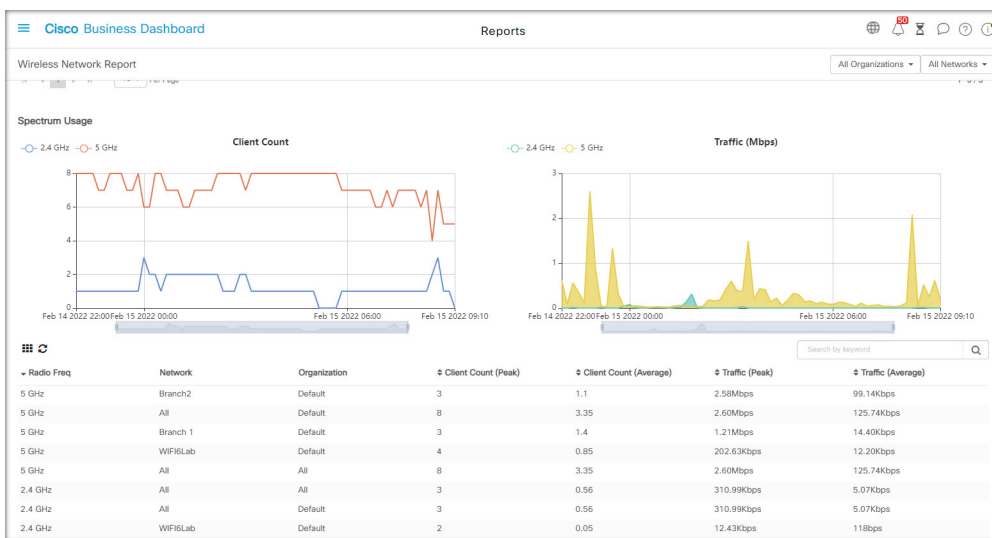 Cisco Business Dashboard
Reports
50
Wireless Network Report
All Organizations
All Networks
Per Page
Spectrum Usage
2.4 GHz 5 GHz
Client Count
8
6
4
2
0
Feb 14 2022 22:00 Feb 15 2022 00:00 Feb 15 2022 06:00 Feb 15 2022 09:10
2.4 GHz 5 GHz
Traffic (Mbps)
3
2
1
0
Feb 14 2022 22:00 Feb 15 2022 00:00 Feb 15 2022 06:00 Feb 15 2022 09:10
Search by keyword
Radio Freq Network Organization Client Count (Peak) Client Count (Average) Traffic (Peak) Traffic (Average)
5 GHz Branch2 Default 3 1.1 2.58Mbps 99.14Kbps
5 GHz All Default 8 3.35 2.60Mbps 125.74Kbps
5 GHz Branch 1 Default 3 1.4 1.21Mbps 14.40Kbps
5 GHz WIFI6Lab Default 4 0.85 202.63Kbps 12.20Kbps
5 GHz All All 8 3.35 2.60Mbps 125.74Kbps
2.4 GHz All All 3 0.56 310.99Kbps 5.07Kbps
2.4 GHz All Default 3 0.56 310.99Kbps 5.07Kbps
2.4 GHz WIFI6Lab Default 2 0.05 12.43Kbps 118bps